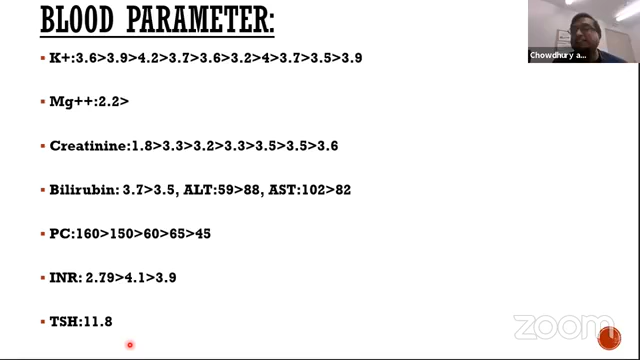 BLOOD PARAMETER:
K+:3.6>3.9>4.2>3.7>3.6>3.2>4>3.7>3.5>3.9
Mg++:2.2>
Creatinine:1.8>3.3>3.2>3.3>3.5>3.5>3.6
Bilirubin: 3.7>3.5, ALT:59>88, AST:102>82
PC:160>150>60>65>45
INR: 2.79>4.1>3.9
TSH:11.8
Chowdhury a...
zoom